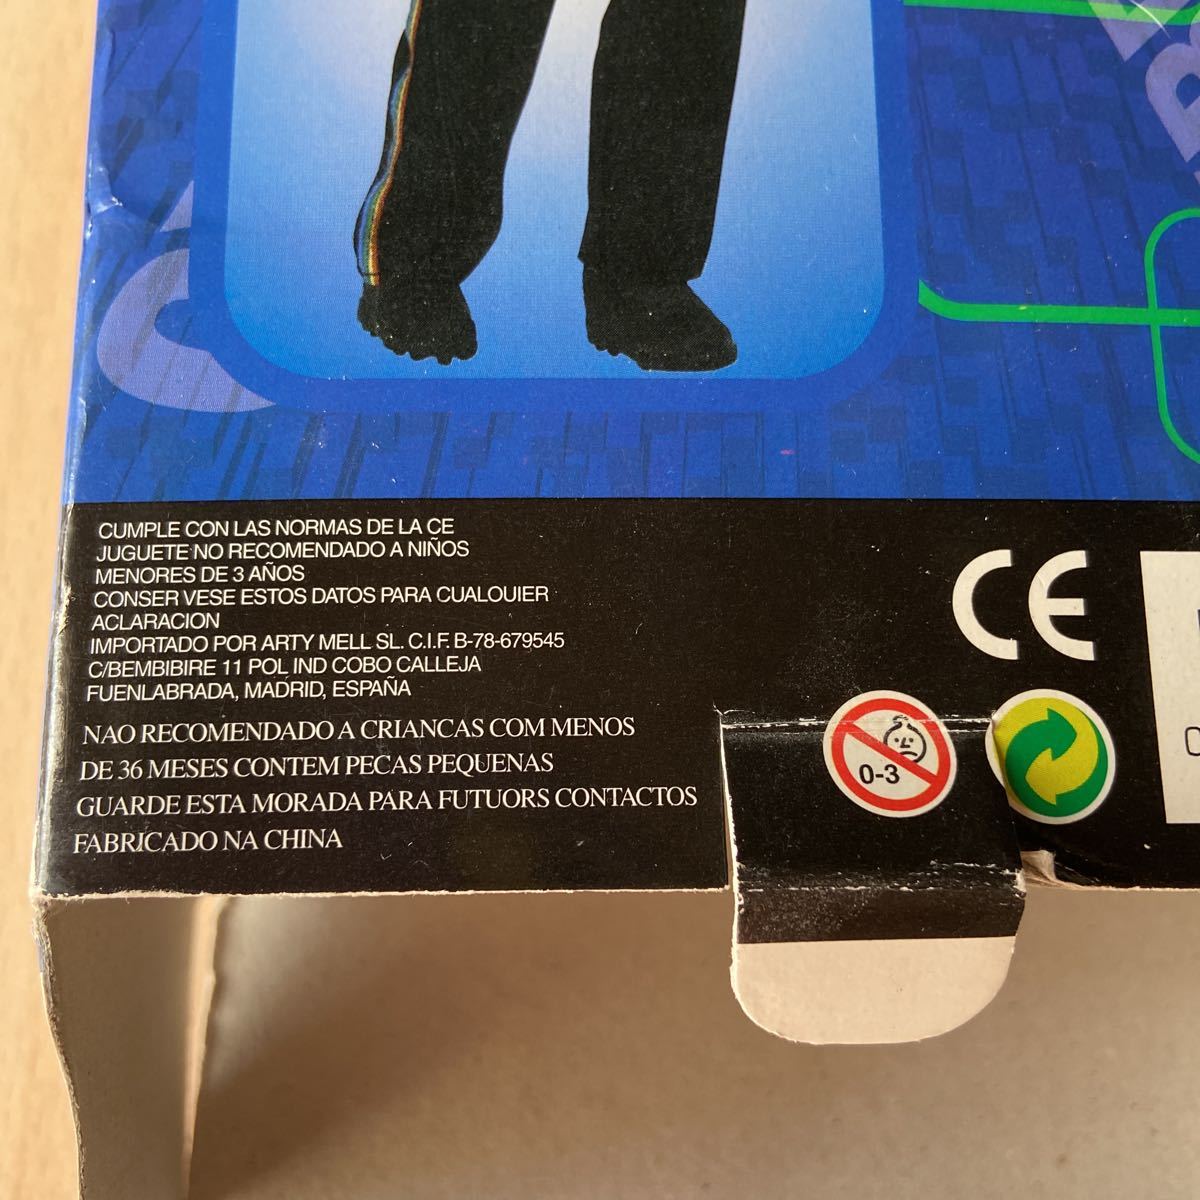 CUMPLE CON LAS NORMAS DE LA CE
JUGUETE NO RECOMENDADO A NIÑOS
MENORES DE 3 AÑOS
CONSER VESE ESTOS DATOS PARA CUALOUIER
ACLARACION
IMPORTADO POR ARTY MELL SL. C.I.F. B-78-679545
C/BEMBIBIRE 11 POL IND COBO CALLEJA
FUENLABRADA, MADRID, ESPAÑA
NAO RECOMENDADO A CRIANCAS COM MENOS
DE 36 MESES CONTEM PECAS PEQUENAS
GUARDE ESTA MORADA PARA FUTUORS CONTACTOS
FABRICADO NA CHINA
CE
0-3